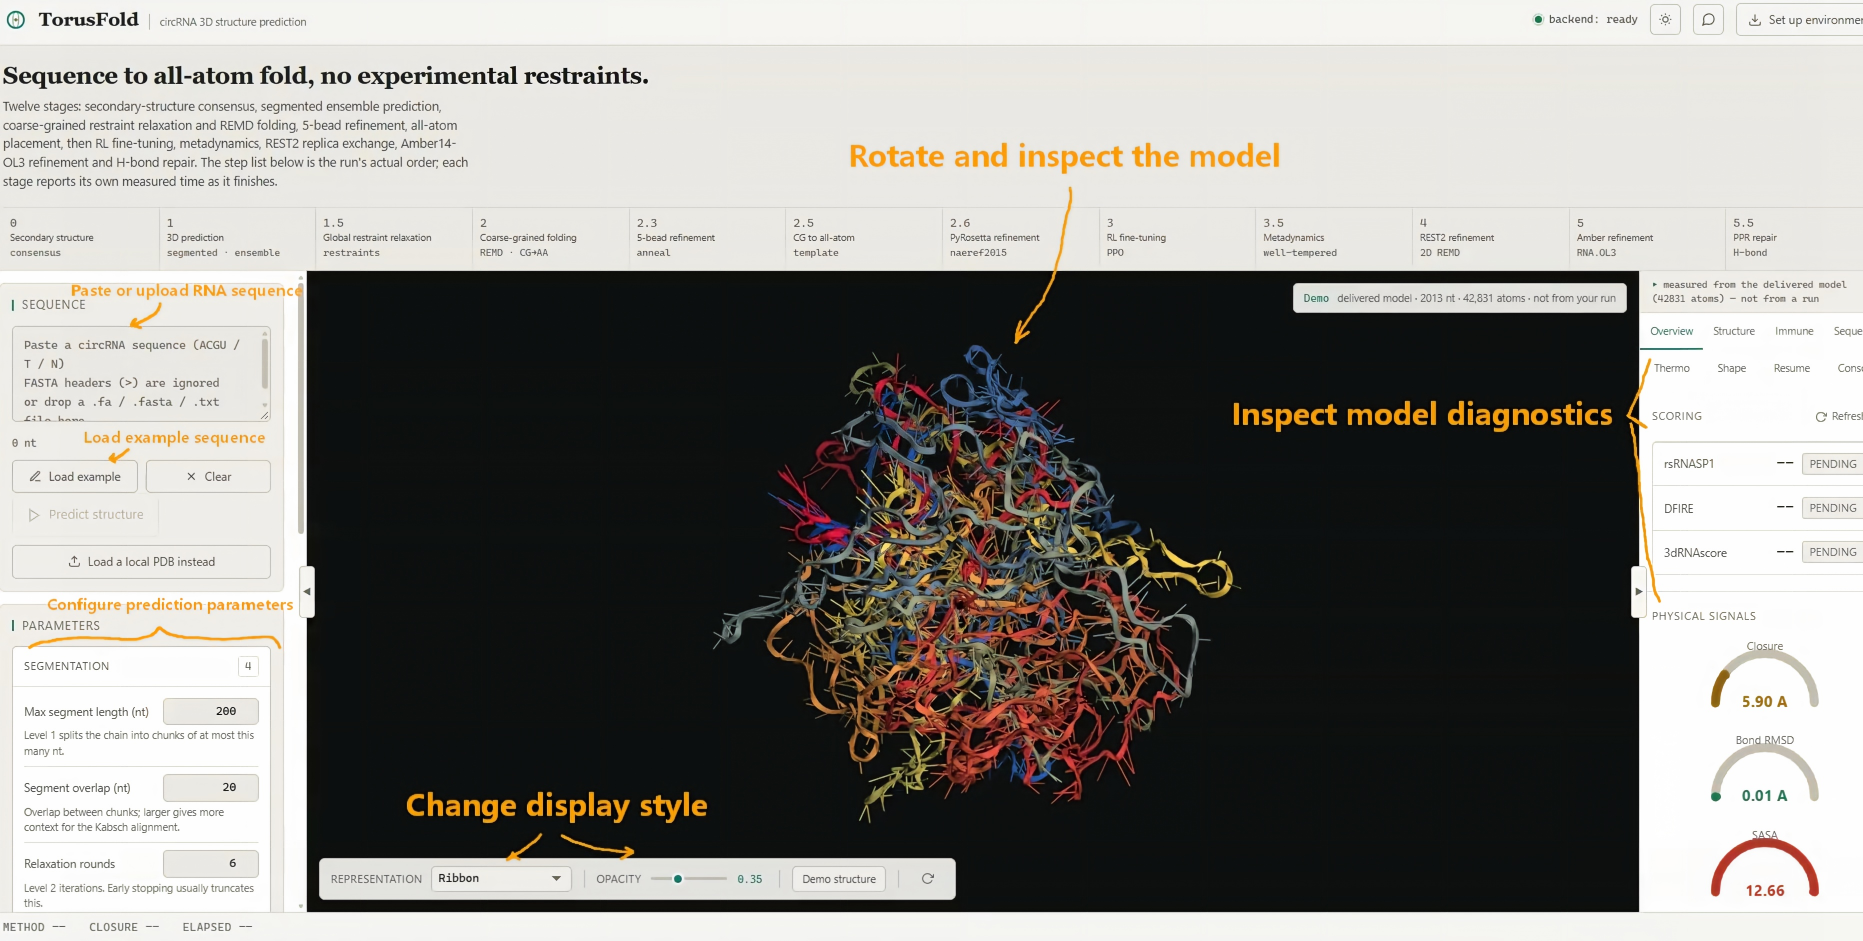 TorusFold
circRNA 3D structure prediction
backend: ready
Set up
Sequence to all-atom fold, no experimental restraints.
Twelve stages: secondary-structure consensus, segmented ensemble prediction,
coarse-grained restraint relaxation and REMD folding, 5-bead refinement, all-atom
placement, then RL fine-tuning, metadynamics, REST2 replica exchange, Amber14-
OL3 refinement and H-bond repair. The step list below is the run's actual order; each
stage reports its own measured time as it finishes.
Rotate and inspect the model
0
Secondary structure
consensus
1
3D prediction
segmented · ensemble
1.5
Global restraint relaxation
restraints
2
Coarse-grained folding
REMD · CG→AA
2.3
5-bead refinement
anneal
2.5
CG to all-atom
template
2.6
PyRosetta refinement
naeref2015
3
RL fine-tuning
PPO
3.5
Metadynamics
well-tempered
4
REST2 refinement
2D REMD
5
Amber refinement
RNA.OL3
5.5
PPR repair
H-bond
Paste or upload RNA sequence
SEQUENCE
Paste a circRNA sequence (ACGU /
T / N)
FASTA headers (>) are ignored
or drop a .fa / .fasta / .txt
file here
0 nt
Load example sequence
Load example
Clear
Predict structure
Load a local PDB instead
Configure prediction parameters
PARAMETERS
SEGMENTATION 4
Max segment length (nt) 200
Level 1 splits the chain into chunks of at most this
many nt.
Segment overlap (nt) 20
Overlap between chunks; larger gives more
context for the Kabsch alignment.
Relaxation rounds 6
Level 2 iterations. Early stopping usually truncates
this.
Demo delivered model · 2013 nt · 42,831 atoms · not from your run
Inspect model diagnostics
Change display style
REPRESENTATION Ribbon OPACITY 0.35 Demo structure
▸ measured from the delivered model
(42831 atoms) — not from a run
Overview Structure Immune
Thermo Shape Resume
SCORING
rsRNASP1 -- PENDING
DFIRE -- PENDING
3dRNAscore -- PENDING
PHYSICAL SIGNALS
Closure
5.90 A
Bond RMSD
0.01 A
SASA
12.66
METHOD -- CLOSURE -- ELAPSED --